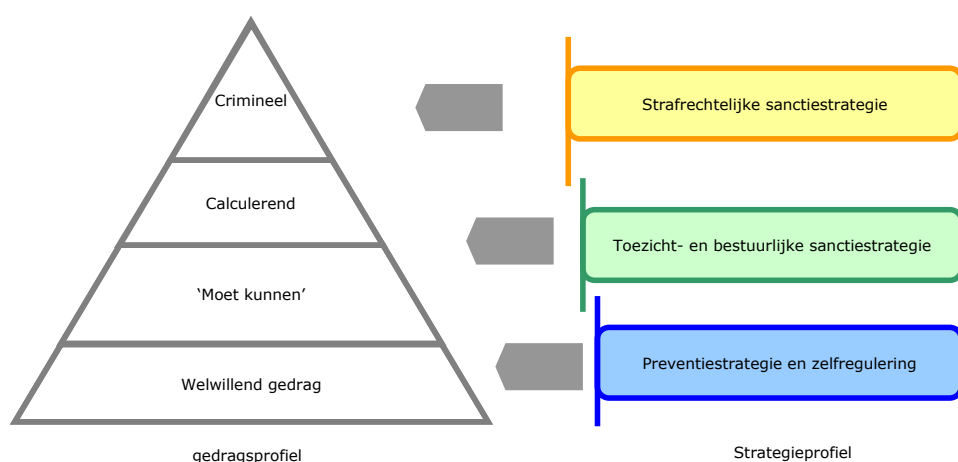 Crimineel
Strafrechtelijke sanctiestrategie
Calculerend
Toezicht- en bestuurlijke sanctiestrategie
‘Moet kunnen’
Preventiestrategie en zelfregulering
Welwillend gedrag
gedragsprofiel
Strategieprofiel